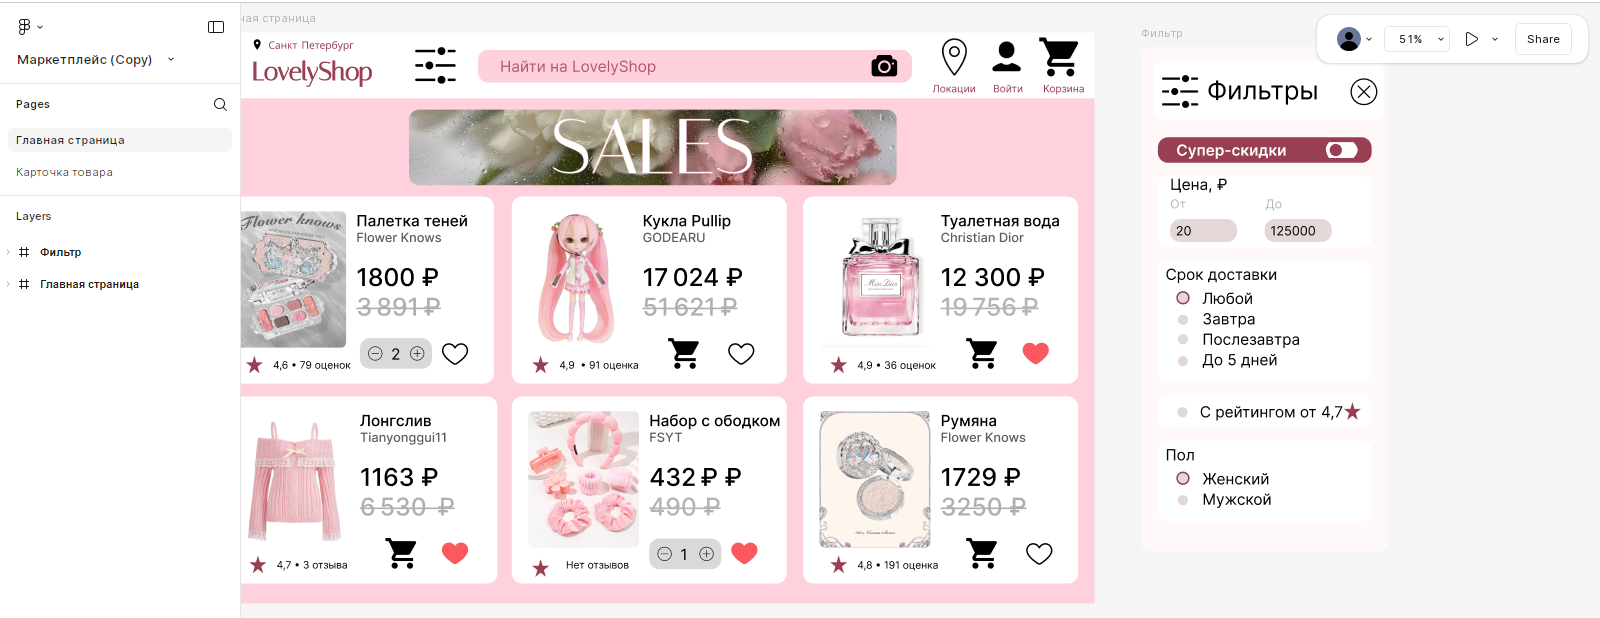 Маркетплейс (Copy)
Pages
Главная страница
Карточка товара
Layers
Фильтр
Главная страница
ная страница
Санкт-Петербург
LovelyShop
Найти на LovelyShop
Локации
Войти
Корзина
SALES
Flower knows
Палетка теней
Flower Knows
1800 ₽
3 891 ₽
2
4,6 • 79 оценок
Кукла Pullip
GODEARU
17 024 ₽
51 621 ₽
4,9 • 91 оценка
Miss Dior
Туалетная вода
Christian Dior
12 300 ₽
19 756 ₽
4,9 • 36 оценок
Лонгслив
Tianyonggui11
1163 ₽
6 530 ₽
4,7 • 3 отзыва
Набор с ободком
FSYT
432 ₽ ₽
490 ₽
1
Нет отзывов
Румяна
Flower Knows
1729 ₽
3250 ₽
4,8 • 191 оценка
Фильтр
51%
Share
Фильтры
Супер-скидки
Цена, ₽
От
До
20
125000
Срок доставки
Любой
Завтра
Послезавтра
До 5 дней
С рейтингом от 4,7
Пол
Женский
Мужской